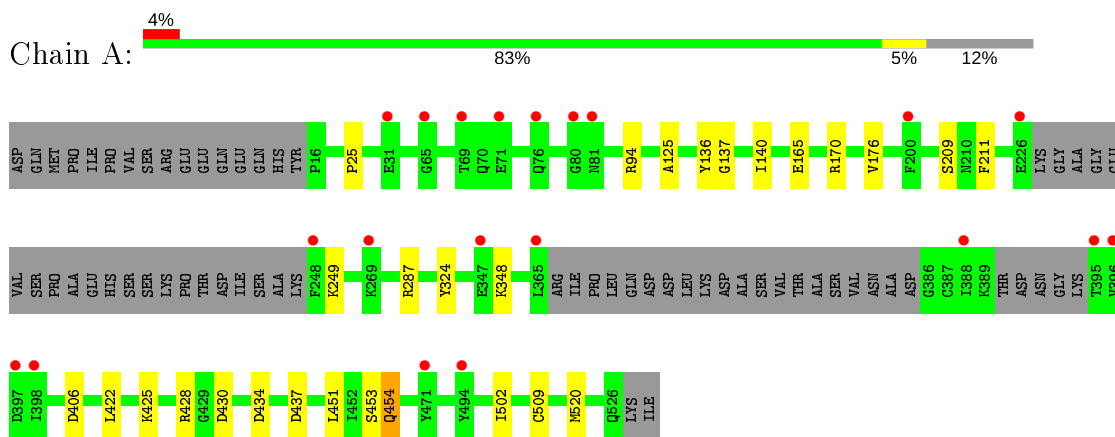 4%
Chain A:
83% 5% 12%
ASP GLN MET PRO ILE PRO VAL SER ARG GLU GLU GLN GLU GLN HIS TYR P16 P25 E31 G65 T69 Q70 E71 Q76 G80 N81 R94 A125 Y136 G137 I140 E165 R170 V176 F200 S209 N210 F211 E226 LYS GLY ALA GLY GLU
VAL SER PRO ALA GLU HIS SER SER LYS PRO THR ASP ILE SER ALA LYS F248 K249 K269 R287 Y324 E347 K348 L365 ARG ILE PRO LEU GLN ASP ASP LEU LYS ASP ALA SER VAL THR ALA SER VAL ASN ALA ASP G386 C387 I388 K389 THR ASP ASN GLY LYS T395 V396
D397 I398 D406 L422 K425 R428 G429 D430 D434 D437 L451 I452 S453 Q454 Y471 Y494 I502 C509 M520 Q526 LYS ILE